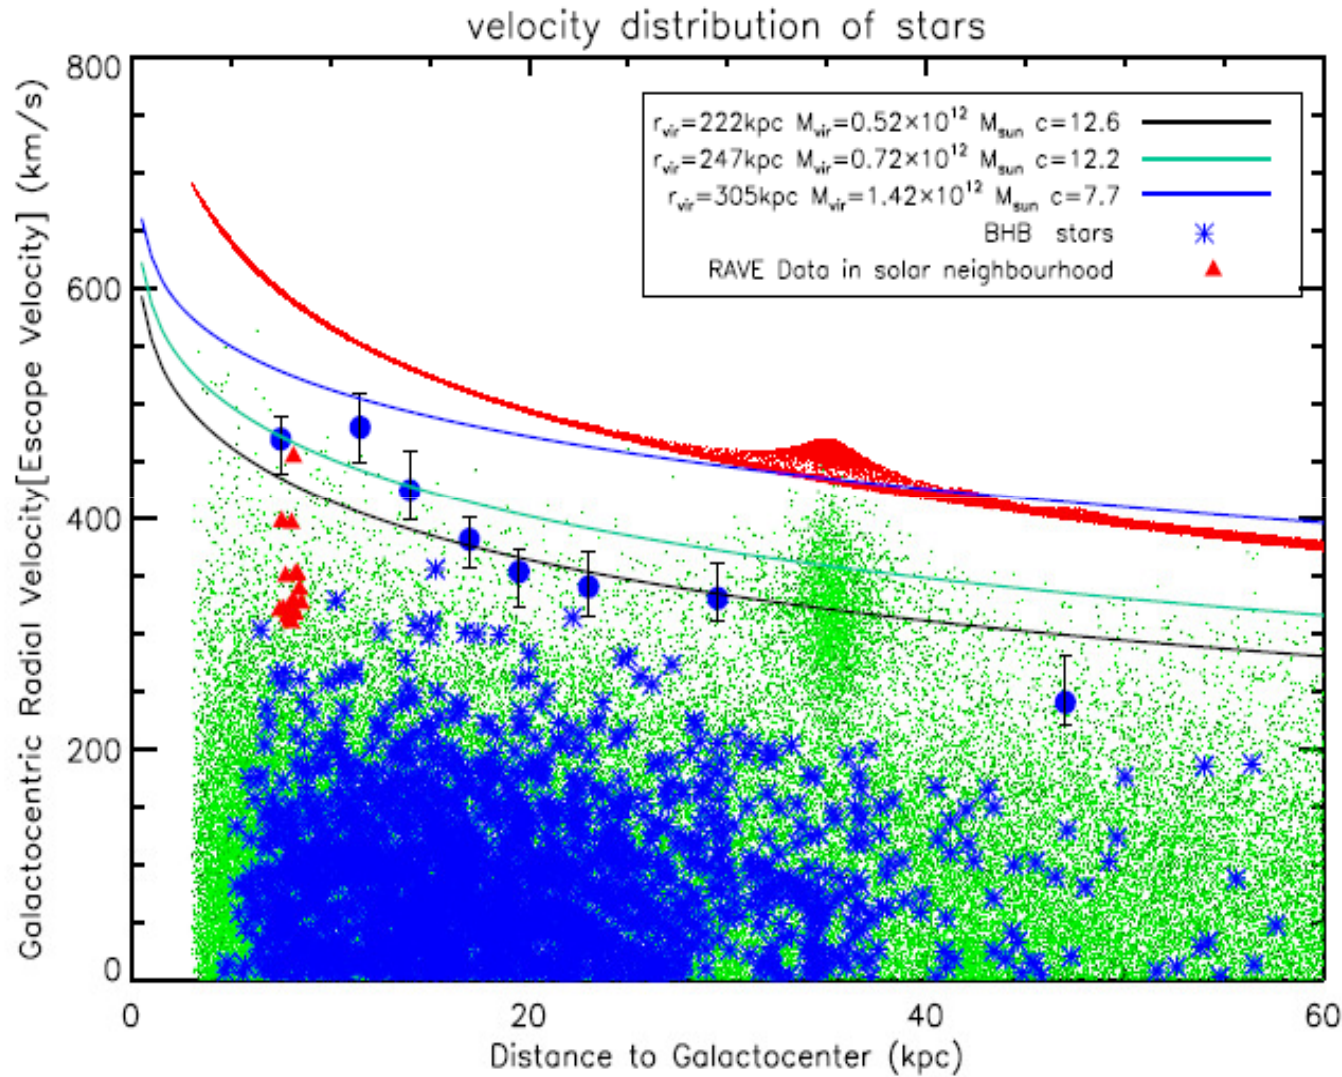 velocity distribution of stars
800
600
400
200
0
Galactocentric Radial Velocity[Escape Velocity] (km/s)
r_vir=222kpc M_vir=0.52×10^12 M_sun c=12.6
r_vir=247kpc M_vir=0.72×10^12 M_sun c=12.2
r_vir=305kpc M_vir=1.42×10^12 M_sun c=7.7
BHB stars
RAVE Data in solar neighbourhood
0 20 40 60
Distance to Galactocenter (kpc)